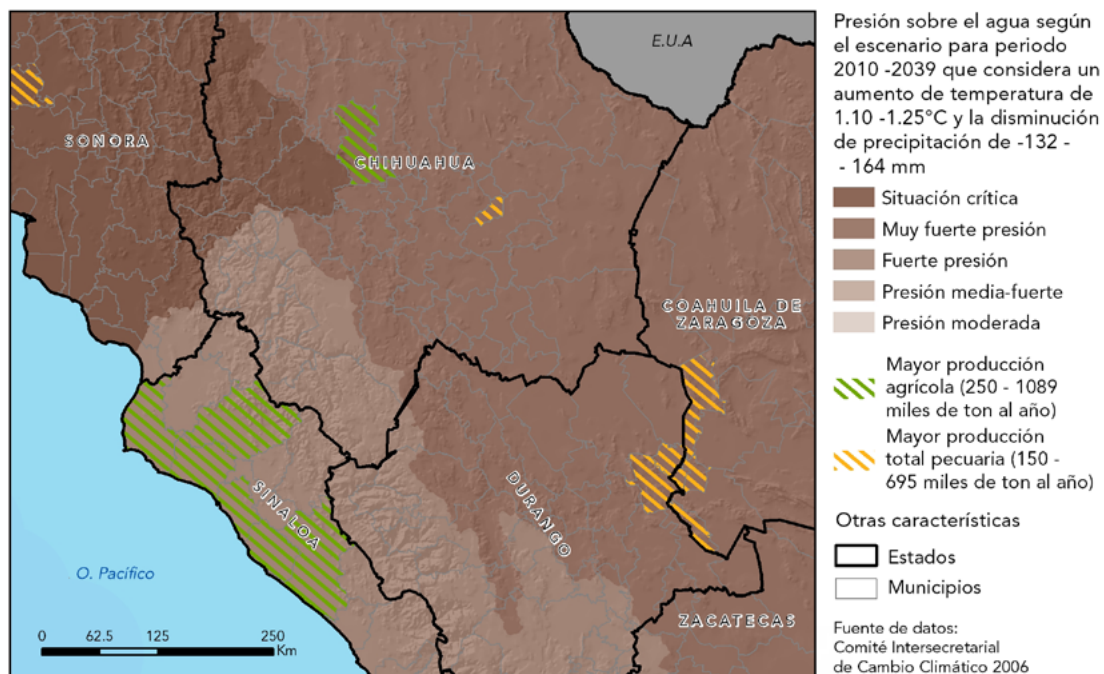 E.U.A
SONORA
CHIHUAHUA
COAHUILA DE
ZARAGOZA
SINALOA
DURANGO
ZACATECAS
O. Pacífico
0 62.5 125 250
Km
Presión sobre el agua según
el escenario para periodo
2010 -2039 que considera un
aumento de temperatura de
1.10 -1.25°C y la disminución
de precipitación de -132 -
- 164 mm
Situación crítica
Muy fuerte presión
Fuerte presión
Presión media-fuerte
Presión moderada
Mayor producción
agrícola (250 - 1089
miles de ton al año)
Mayor producción
total pecuaria (150 -
695 miles de ton al año)
Otras características
Estados
Municipios
Fuente de datos:
Comité Intersecretarial
de Cambio Climático 2006